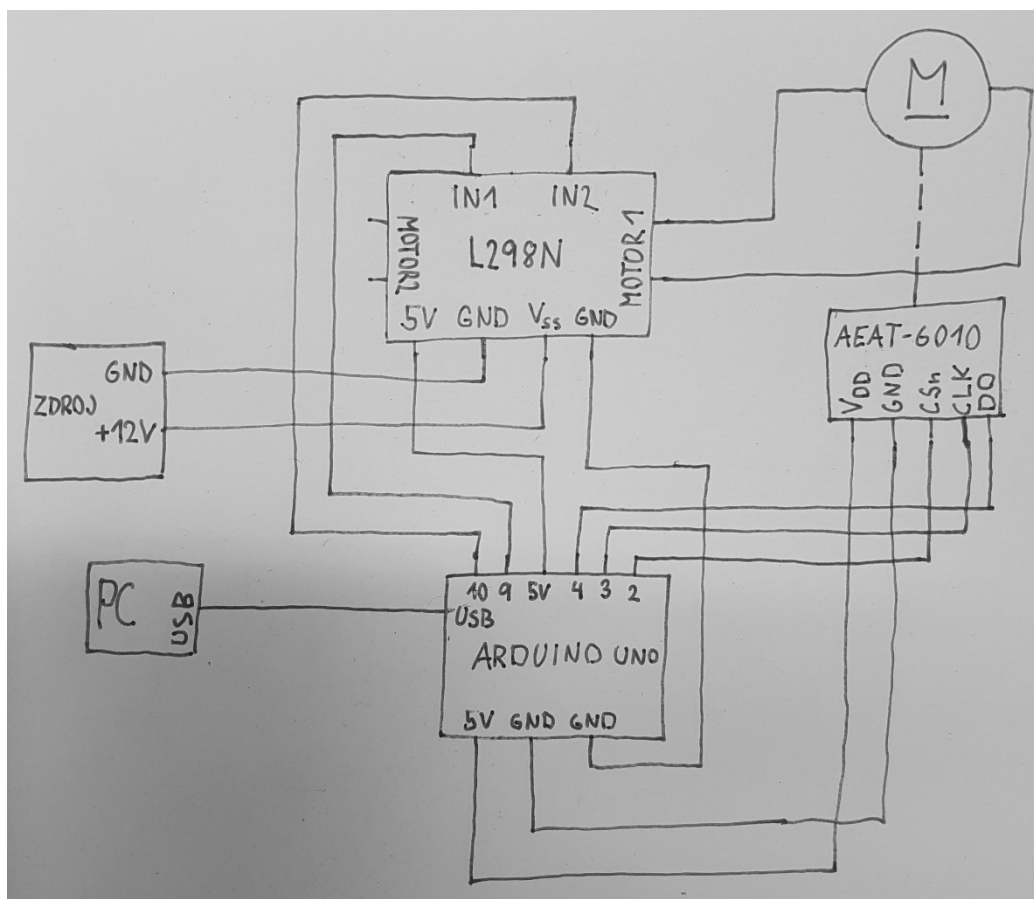 M
IN1 IN2
MOTOR2
L298N
MOTOR1
5V GND Vss GND
AEAT-6010
VDD
GND
CSn
CLK
DO
GND
ZDROJ
+12V
PC
USB
10 9 5V 4 3 2
USB
ARDUINO UNO
5V GND GND